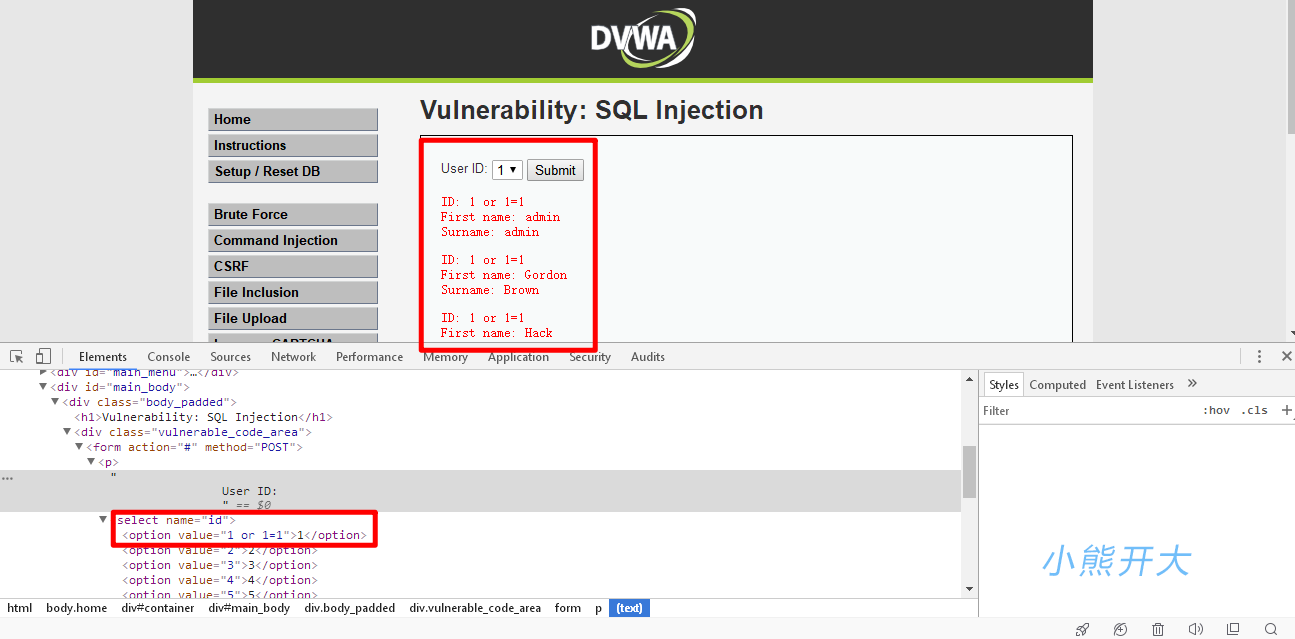 DVWA
Vulnerability: SQL Injection
Home
Instructions
Setup / Reset DB
Brute Force
Command Injection
CSRF
File Inclusion
File Upload
User ID: 1 ▼ Submit
ID: 1 or 1=1
First name: admin
Surname: admin
ID: 1 or 1=1
First name: Gordon
Surname: Brown
ID: 1 or 1=1
First name: Hack
Elements Console Sources Network Performance Memory Application Security Audits
<div id="main_menu">…</div>
<div id="main_body">
<div class="body_padded">
<h1>Vulnerability: SQL Injection</h1>
<div class="vulnerable_code_area">
<form action="#" method="POST">
<p>
"
User ID:
" == $0
select name="id">
<option value="1 or 1=1">1</option>
<option value="2">2</option>
<option value="3">3</option>
<option value="4">4</option>
<option value="5">5</option>
html body.home div#container div#main_body div.body_padded div.vulnerable_code_area form p (text)
Styles Computed Event Listeners »
Filter :hov .cls +
小熊开大